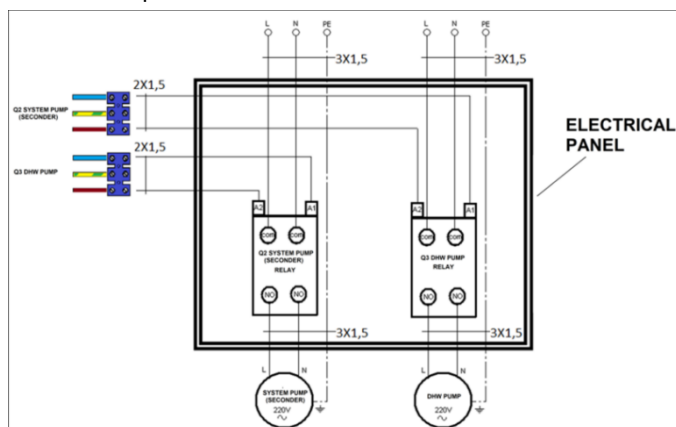 L N PE
L N PE
3X1,5
3X1,5
2X1,5
Q2 SYSTEM PUMP
(SECONDER)
2X1,5
Q3 DHW PUMP
ELECTRICAL
PANEL
A2 A1
A2 A1
com com
com com
Q2 SYSTEM PUMP
(SECONDER)
RELAY
Q3 DHW PUMP
RELAY
NO NO
NO NO
3X1,5
3X1,5
L N
L N
SYSTEM PUMP
(SECONDER)
220V
DHW PUMP
220V